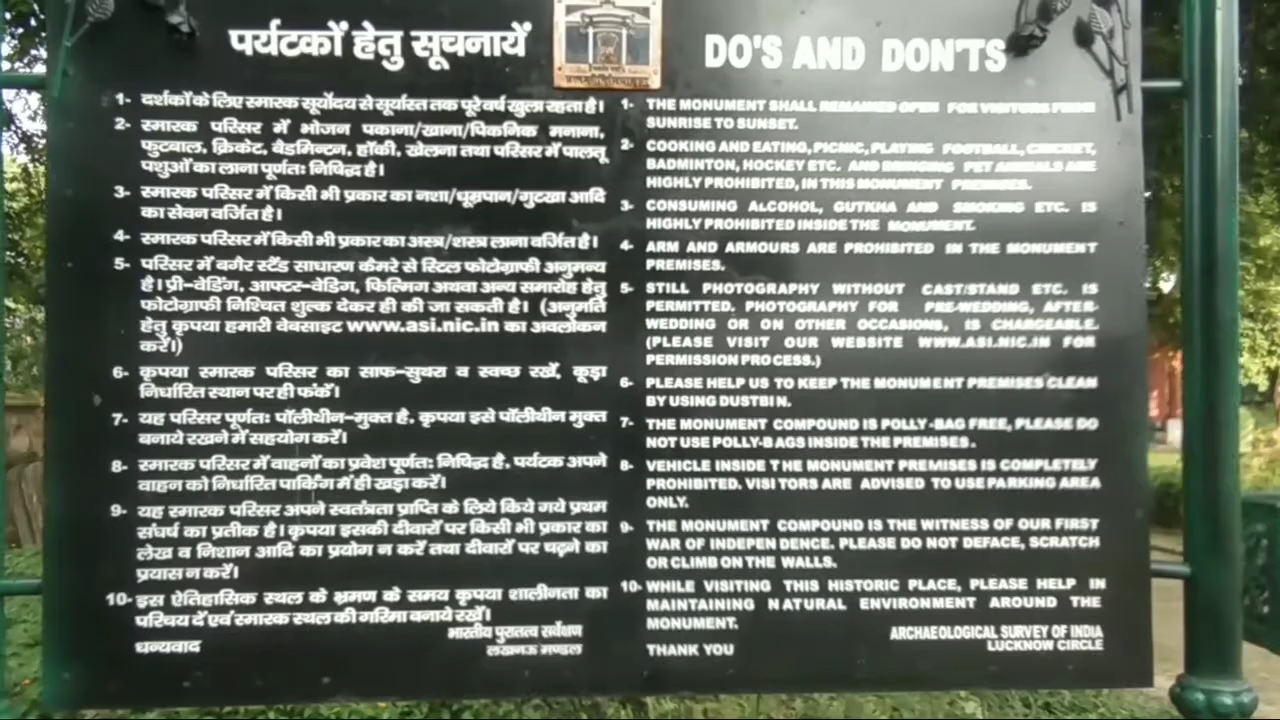 पर्यटकों हेतु सूचनायें
1- दर्शकों के लिए स्मारक सूर्योदय से सूर्यास्त तक पूरे वर्ष खुला रहता है।
2- स्मारक परिसर में भोजन पकाना/खाना/पिकनिक मनाना,
फुटबाल, क्रिकेट, बैडमिन्टन, हॉकी, खेलना तथा परिसर में पालतू
पशुओं का लाना पूर्णतः निषिद्ध है।
3- स्मारक परिसर में किसी भी प्रकार का नशा/धूम्रपान/गुटखा आदि
का सेवन वर्जित है।
4- स्मारक परिसर में किसी भी प्रकार का अस्त्र/शस्त्र लाना वर्जित है।
5- परिसर में बगैर स्टैंड साधारण कैमरे से स्टिल फोटोग्राफी अनुमन्य
है। प्री-वेडिंग, आफ्टर-वेडिंग, फिल्मिंग अथवा अन्य समारोह हेतु
फोटोग्राफी निश्चित शुल्क देकर ही की जा सकती है। (अनुमति
हेतु कृपया हमारी वेबसाइट www.asi.nic.in का अवलोकन
करें।)
6- कृपया स्मारक परिसर का साफ-सुथरा व स्वच्छ रखें, कूड़ा
निर्धारित स्थान पर ही फेंकें।
7- यह परिसर पूर्णतः पॉलीथीन-मुक्त है, कृपया इसे पॉलीथीन मुक्त
बनाये रखने में सहयोग करें।
8- स्मारक परिसर में वाहनों का प्रवेश पूर्णतः निषिद्ध है, पर्यटक अपने
वाहन को निर्धारित पार्किंग में ही खड़ा करें।
9- यह स्मारक परिसर अपने स्वतंत्रता प्राप्ति के लिये किये गये प्रथम
संघर्ष का प्रतीक है। कृपया इसकी दीवारों पर किसी भी प्रकार का
लेख व निशान आदि का प्रयोग न करें तथा दीवारों पर चढ़ने का
प्रयास न करें।
10- इस ऐतिहासिक स्थल के भ्रमण के समय कृपया शालीनता का
परिचय दें एवं स्मारक स्थल की गरिमा बनाये रखें।
भारतीय पुरातत्व सर्वेक्षण
लखनऊ मण्डल
धन्यवाद
DO'S AND DON'TS
1- THE MONUMENT SHALL REMAINED OPEN FOR VISITORS FROM
SUNRISE TO SUNSET.
2- COOKING AND EATING, PICNIC, PLAYING FOOTBALL, CRICKET,
BADMINTON, HOCKEY ETC. AND BRINGING PET ANIMALS ARE
HIGHLY PROHIBITED, IN THIS MONUMENT PREMISES.
3- CONSUMING ALCOHOL, GUTKHA AND SMOKING ETC. IS
HIGHLY PROHIBITED INSIDE THE MONUMENT.
4- ARM AND ARMOURS ARE PROHIBITED IN THE MONUMENT
PREMISES.
5- STILL PHOTOGRAPHY WITHOUT CAST/STAND ETC. IS
PERMITTED. PHOTOGRAPHY FOR PRE-WEDDING, AFTER-
WEDDING OR ON OTHER OCCASIONS, IS CHARGEABLE.
(PLEASE VISIT OUR WEBSITE WWW.ASI.NIC.IN FOR
PERMISSION PROCESS.)
6- PLEASE HELP US TO KEEP THE MONUMENT PREMISES CLEAN
BY USING DUSTBIN.
7- THE MONUMENT COMPOUND IS POLLY-BAG FREE, PLEASE DO
NOT USE POLLY-BAGS INSIDE THE PREMISES.
8- VEHICLE INSIDE THE MONUMENT PREMISES IS COMPLETELY
PROHIBITED. VISITORS ARE ADVISED TO USE PARKING AREA
ONLY.
9- THE MONUMENT COMPOUND IS THE WITNESS OF OUR FIRST
WAR OF INDEPENDENCE. PLEASE DO NOT DEFACE, SCRATCH
OR CLIMB ON THE WALLS.
10- WHILE VISITING THIS HISTORIC PLACE, PLEASE HELP IN
MAINTAINING NATURAL ENVIRONMENT AROUND THE
MONUMENT.
ARCHAEOLOGICAL SURVEY OF INDIA
LUCKNOW CIRCLE
THANK YOU